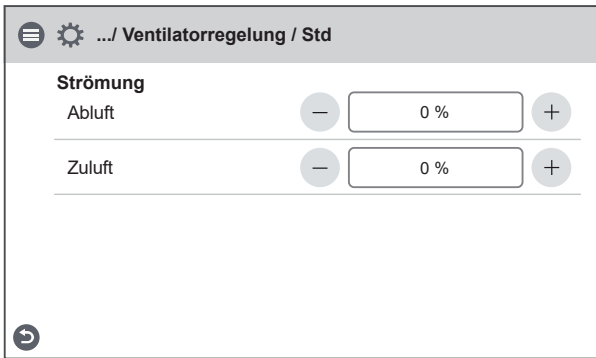 .../ Ventilatorregelung / Std
Strömung
Abluft − 0 % +
Zuluft − 0 % +